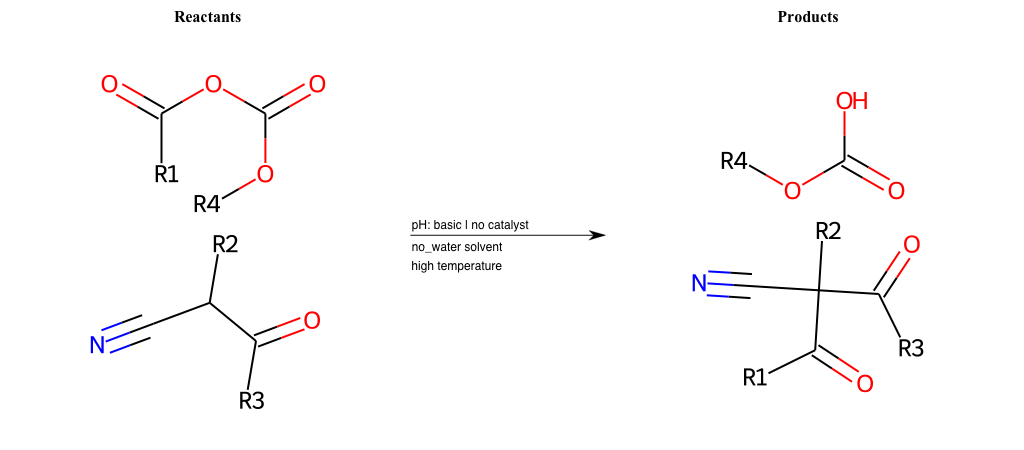 Reactants
Products
O
O
O
R1
O
R4
R2
N
O
R3
pH: basic | no catalyst
no_water solvent
high temperature
OH
R4
O
O
R2
O
N
R3
R1
O